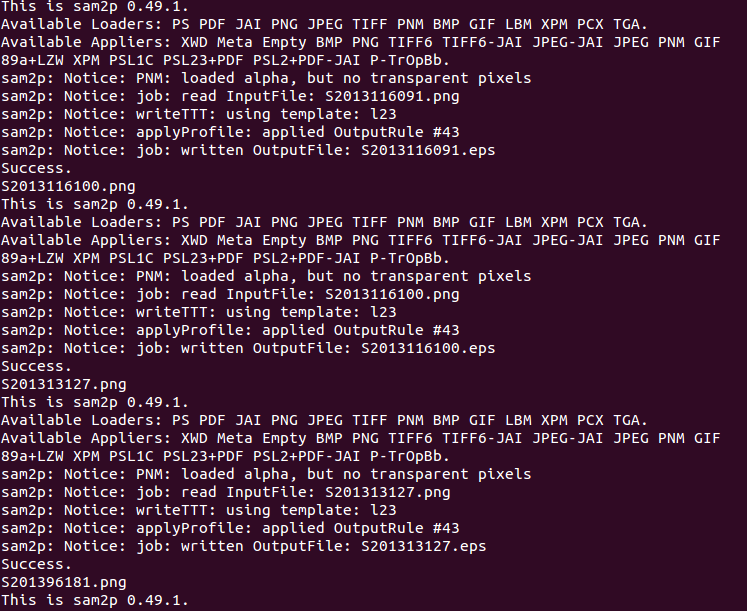 This is sam2p 0.49.1.
Available Loaders: PS PDF JAI PNG JPEG TIFF PNM BMP GIF LBM XPM PCX TGA.
Available Appliers: XWD Meta Empty BMP PNG TIFF6 TIFF6-JAI JPEG-JAI JPEG PNM GIF
89a+LZW XPM PSL1C PSL23+PDF PSL2+PDF-JAI P-TrOpBb.
sam2p: Notice: PNM: loaded alpha, but no transparent pixels
sam2p: Notice: job: read InputFile: S2013116091.png
sam2p: Notice: writeTTT: using template: l23
sam2p: Notice: applyProfile: applied OutputRule #43
sam2p: Notice: job: written OutputFile: S2013116091.eps
Success.
S2013116100.png
This is sam2p 0.49.1.
Available Loaders: PS PDF JAI PNG JPEG TIFF PNM BMP GIF LBM XPM PCX TGA.
Available Appliers: XWD Meta Empty BMP PNG TIFF6 TIFF6-JAI JPEG-JAI JPEG PNM GIF
89a+LZW XPM PSL1C PSL23+PDF PSL2+PDF-JAI P-TrOpBb.
sam2p: Notice: PNM: loaded alpha, but no transparent pixels
sam2p: Notice: job: read InputFile: S2013116100.png
sam2p: Notice: writeTTT: using template: l23
sam2p: Notice: applyProfile: applied OutputRule #43
sam2p: Notice: job: written OutputFile: S2013116100.eps
Success.
S201313127.png
This is sam2p 0.49.1.
Available Loaders: PS PDF JAI PNG JPEG TIFF PNM BMP GIF LBM XPM PCX TGA.
Available Appliers: XWD Meta Empty BMP PNG TIFF6 TIFF6-JAI JPEG-JAI JPEG PNM GIF
89a+LZW XPM PSL1C PSL23+PDF PSL2+PDF-JAI P-TrOpBb.
sam2p: Notice: PNM: loaded alpha, but no transparent pixels
sam2p: Notice: job: read InputFile: S201313127.png
sam2p: Notice: writeTTT: using template: l23
sam2p: Notice: applyProfile: applied OutputRule #43
sam2p: Notice: job: written OutputFile: S201313127.eps
Success.
S201396181.png
This is sam2p 0.49.1.